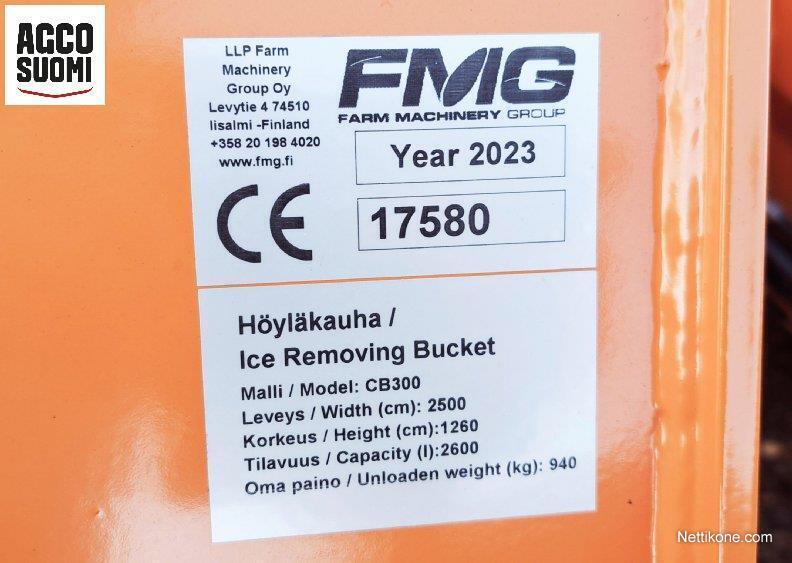 AGCO
SUOMI
LLP Farm
Machinery
Group Oy
Levytie 4 74510
Iisalmi -Finland
+358 20 198 4020
www.fmg.fi
FMG
FARM MACHINERY GROUP
Year 2023
CE
17580
Höyläkauha /
Ice Removing Bucket
Malli / Model: CB300
Leveys / Width (cm): 2500
Korkeus / Height (cm):1260
Tilavuus / Capacity (l):2600
Oma paino / Unloaden weight (kg): 940
Nettikone.com